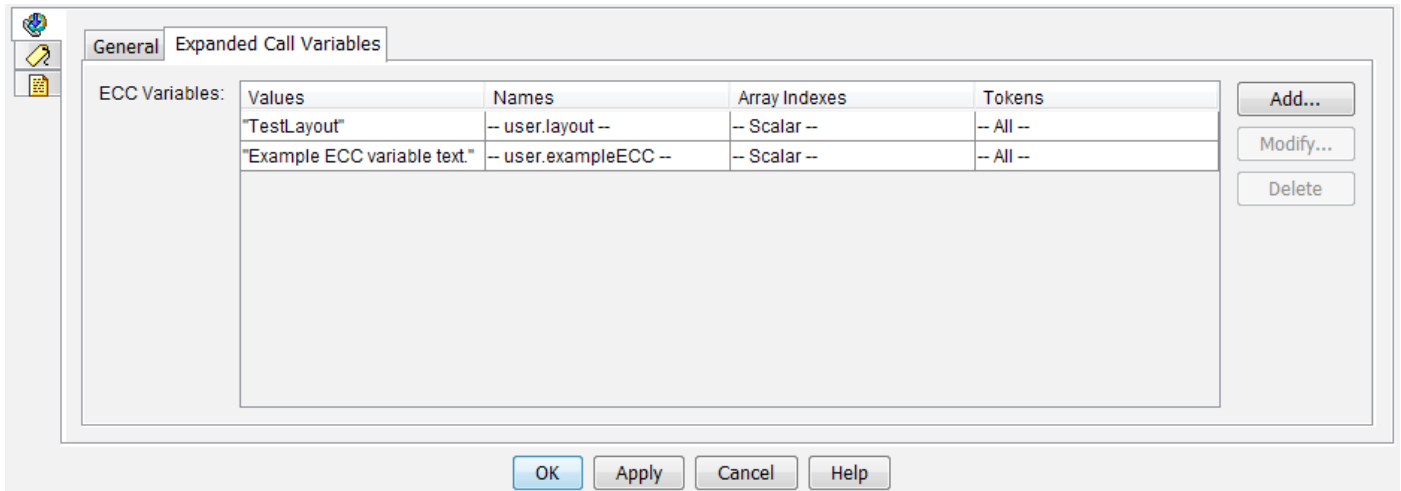 General Expanded Call Variables
ECC Variables: Values Names Array Indexes Tokens Add...
"TestLayout" -- user.layout -- -- Scalar -- -- All --
"Example ECC variable text." -- user.exampleECC -- -- Scalar -- -- All -- Modify...
Delete
OK Apply Cancel Help